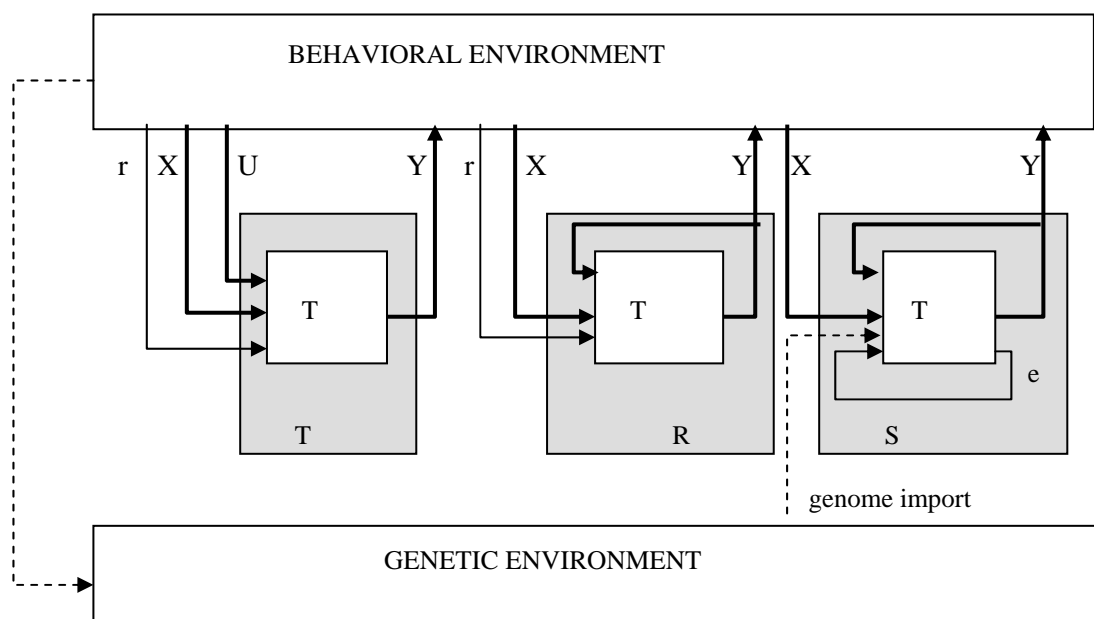 BEHAVIORAL ENVIRONMENT
r X U Y r X Y X Y
T T T
e
T R S
genome import
GENETIC ENVIRONMENT